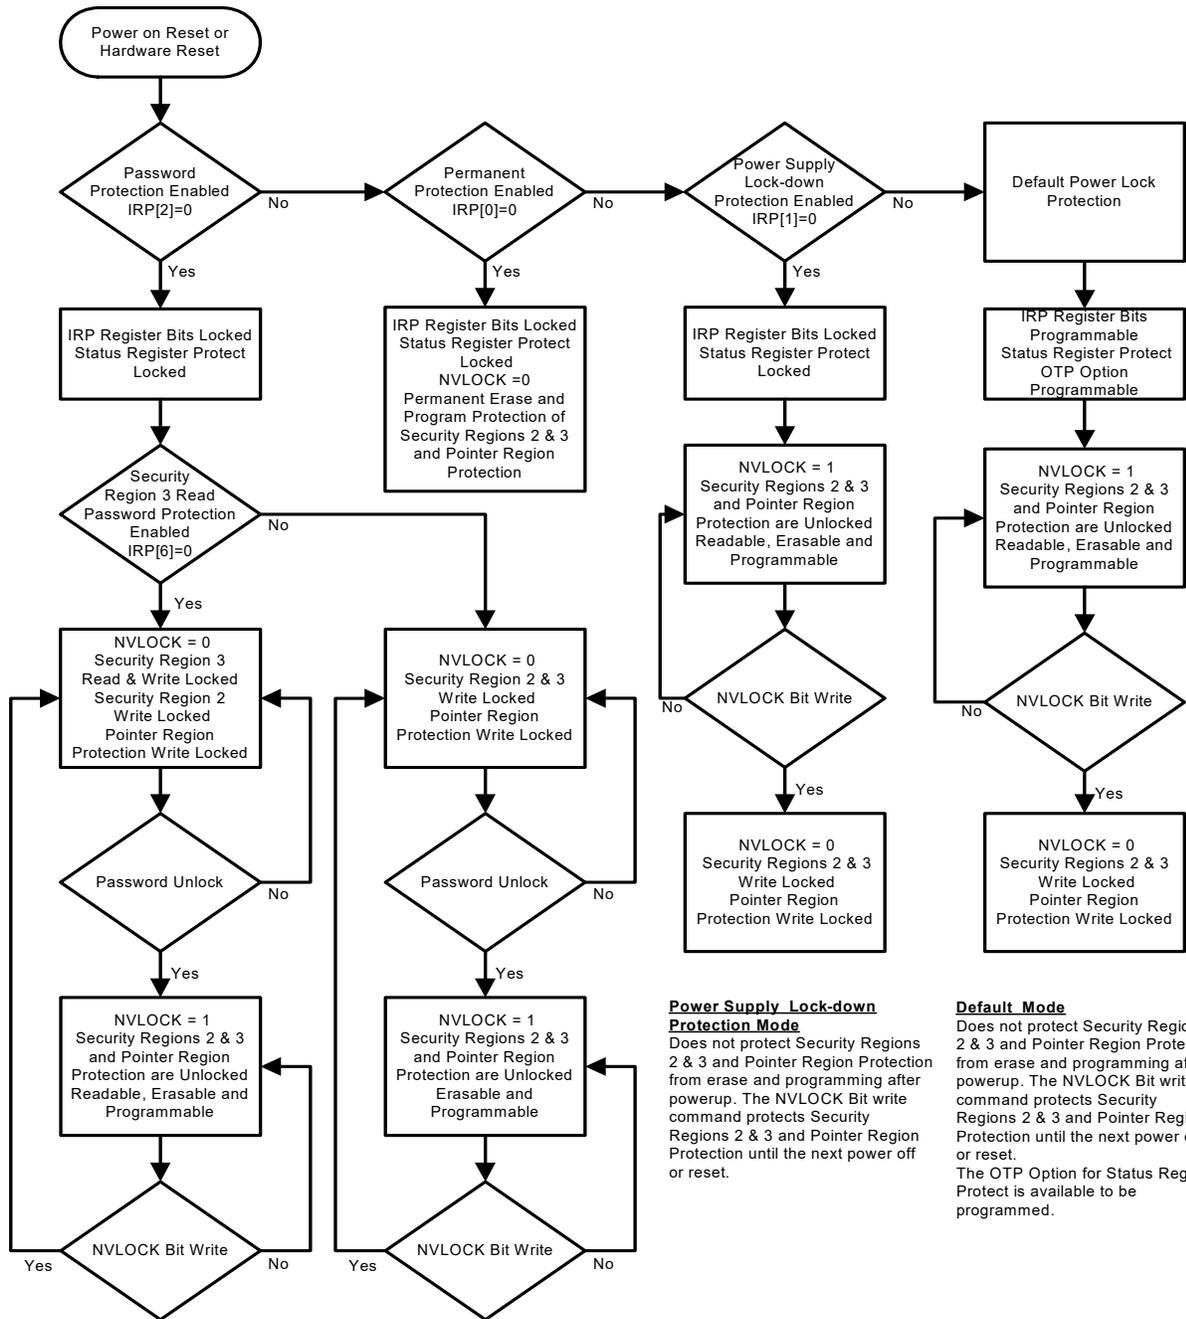 Power on Reset or
Hardware Reset
Password
Protection Enabled
IRP[2]=0
No
Permanent
Protection Enabled
IRP[0]=0
No
Power Supply
Lock-down
Protection Enabled
IRP[1]=0
No
Default Power Lock
Protection
Yes
Yes
Yes
IRP Register Bits Locked
Status Register Protect
Locked
IRP Register Bits Locked
Status Register Protect
Locked
NVLOCK =0
Permanent Erase and
Program Protection of
Security Regions 2 & 3
and Pointer Region
Protection
IRP Register Bits Locked
Status Register Protect
Locked
IRP Register Bits
Programmable
Status Register Protect
OTP Option
Programmable
Security
Region 3 Read
Password Protection
Enabled
IRP[6]=0
No
Yes
NVLOCK = 1
Security Regions 2 & 3
and Pointer Region
Protection are Unlocked
Readable, Erasable and
Programmable
NVLOCK = 1
Security Regions 2 & 3
and Pointer Region
Protection are Unlocked
Readable, Erasable and
Programmable
NVLOCK = 0
Security Region 3
Read & Write Locked
Security Region 2
Write Locked
Pointer Region
Protection Write Locked
NVLOCK = 0
Security Region 2 & 3
Write Locked
Pointer Region
Protection Write Locked
NVLOCK Bit Write
No
Yes
NVLOCK Bit Write
No
Yes
Password Unlock
No
Yes
Password Unlock
No
Yes
NVLOCK = 0
Security Regions 2 & 3
Write Locked
Pointer Region
Protection Write Locked
NVLOCK = 0
Security Regions 2 & 3
Write Locked
Pointer Region
Protection Write Locked
NVLOCK = 1
Security Regions 2 & 3
and Pointer Region
Protection are Unlocked
Readable, Erasable and
Programmable
NVLOCK = 1
Security Regions 2 & 3
and Pointer Region
Protection are Unlocked
Erasable and
Programmable
NVLOCK Bit Write
Yes
No
NVLOCK Bit Write
Yes
No
Power Supply Lock-down
Protection Mode
Does not protect Security Regions
2 & 3 and Pointer Region Protection
from erase and programming after
powerup. The NVLOCK Bit write
command protects Security
Regions 2 & 3 and Pointer Region
Protection until the next power off
or reset.
Default Mode
Does not protect Security
2 & 3 and Pointer Region
from erase and programming
powerup. The NVLOCK Bit
command protects Security
Regions 2 & 3 and Pointer
Protection until the next power
or reset.
The OTP Option for Status
Protect is available to be
programmed.